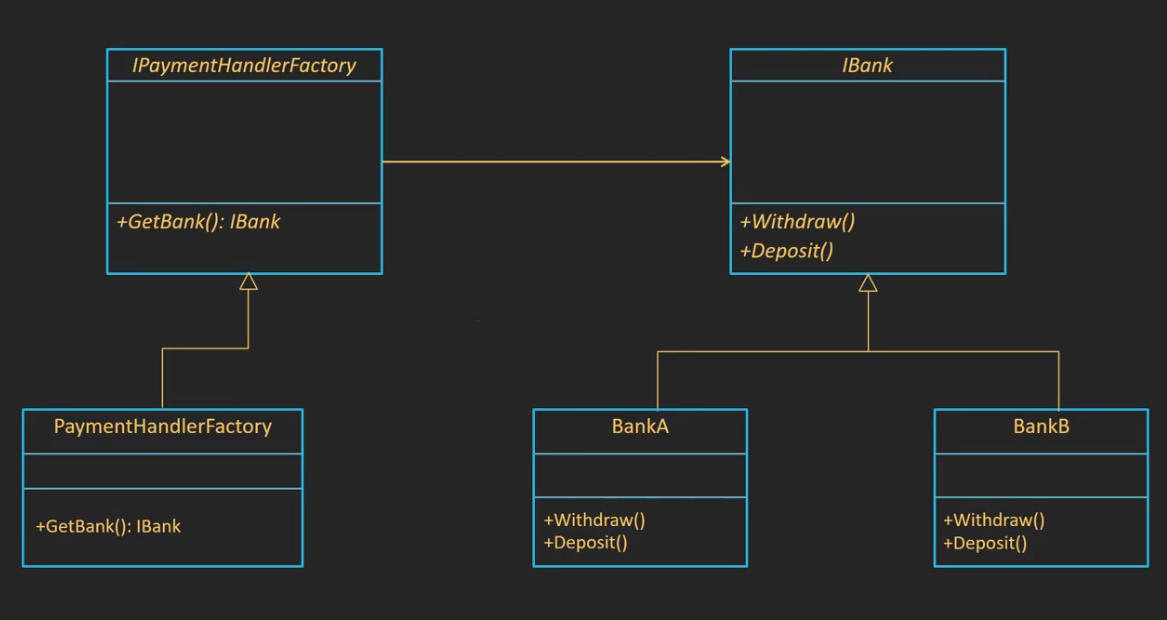 IPaymentHandlerFactory
+GetBank(): IBank
IBank
+Withdraw()
+Deposit()
PaymentHandlerFactory
+GetBank(): IBank
BankA
+Withdraw()
+Deposit()
BankB
+Withdraw()
+Deposit()